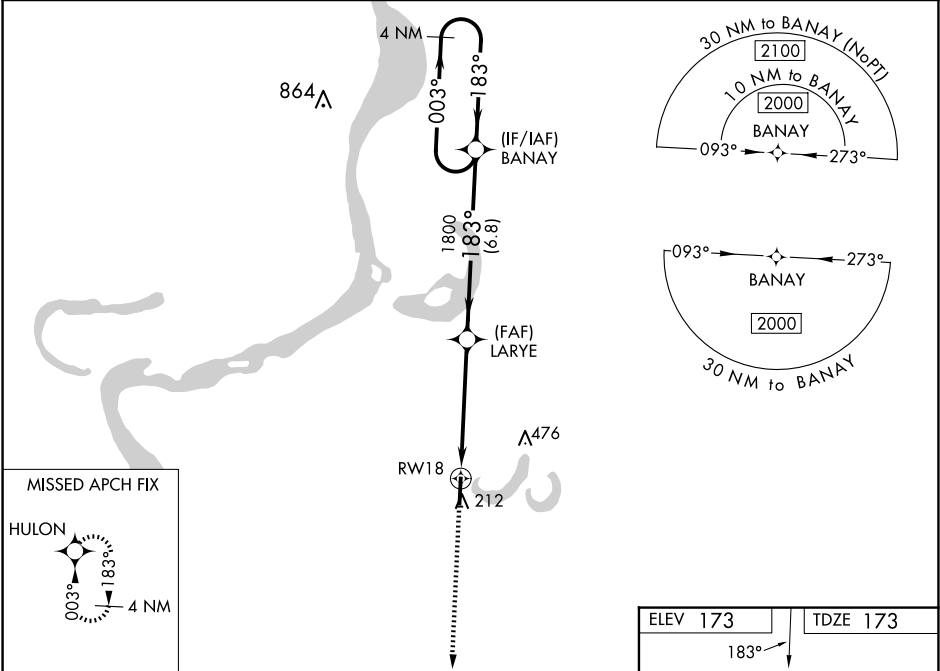 4 NM
003°
183°
864
(IF/IAF)
BANAY
1800
183°
(6.8)
(FAF)
LARYE
476
RW18
212
30 NM to BANAY (NoPT)
2100
10 NM to BANAY
2000
BANAY
093°
273°
093°
273°
BANAY
2000
30 NM to BANAY
MISSED APCH FIX
HULON
003°
183°
4 NM
ELEV 173
TDZE 173
183°